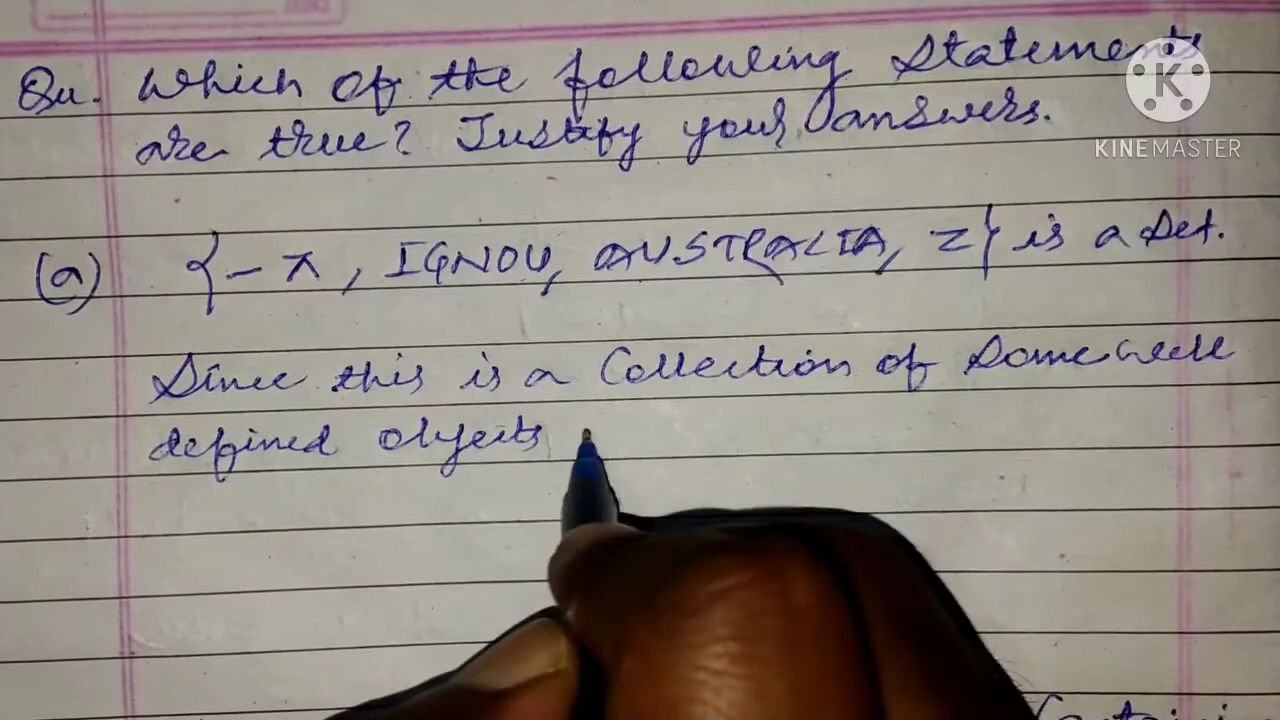 Qu. Which of the following statements
are true? Justify your answers.
K
KINEMASTER
(a) {-x, IGNOU, AUSTRALIA, Z} is a set.
Since this is a Collection of some well
defined objects